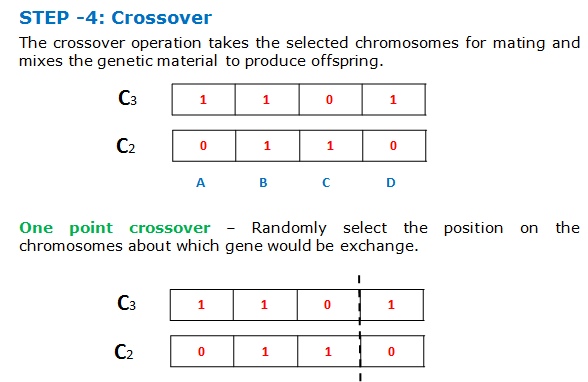 STEP -4: Crossover
The crossover operation takes the selected chromosomes for mating and
mixes the genetic material to produce offspring.
C3 1 1 0 1
C2 0 1 1 0
A B C D
One point crossover – Randomly select the position on the
chromosomes about which gene would be exchange.
C3 1 1 0 1
C2 0 1 1 0